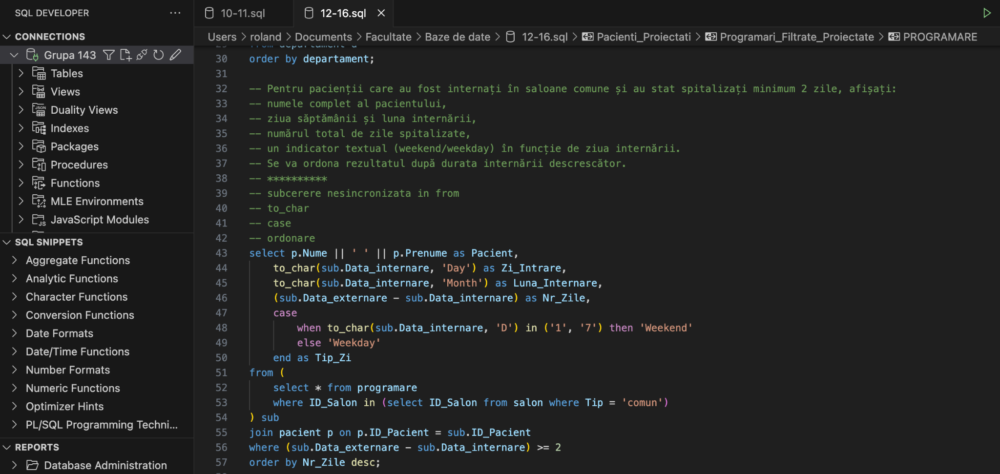 SQL DEVELOPER
CONNECTIONS
Grupa 143
Tables
Views
Duality Views
Indexes
Packages
Procedures
Functions
MLE Environments
JavaScript Modules
SQL SNIPPETS
Aggregate Functions
Analytic Functions
Character Functions
Conversion Functions
Date Formats
Date/Time Functions
Number Formats
Numeric Functions
Optimizer Hints
PL/SQL Programming Techni...
REPORTS
Database Administration
10-11.sql
12-16.sql
Users > roland > Documents > Facultate > Baze de date > 12-16.sql > Pacienti_Proiectati > Programari_Filtrate_Proiectate > PROGRAMARE
29 from departament d
30 order by departament;
31
32 -- Pentru pacienții care au fost internați în saloane comune și au stat spitalizați minimum 2 zile, afișați:
33 -- numele complet al pacientului,
34 -- ziua săptămânii și luna internării,
35 -- numărul total de zile spitalizate,
36 -- un indicator textual (weekend/weekday) în funcție de ziua internării.
37 -- Se va ordona rezultatul după durata internării descrescător.
38 -- **********
39 -- subcerere nesincronizata in from
40 -- to_char
41 -- case
42 -- ordonare
43 select p.Nume || ' ' || p.Prenume as Pacient,
44 to_char(sub.Data_internare, 'Day') as Zi_Intrare,
45 to_char(sub.Data_internare, 'Month') as Luna_Internare,
46 (sub.Data_externare - sub.Data_internare) as Nr_Zile,
47 case
48 when to_char(sub.Data_internare, 'D') in ('1', '7') then 'Weekend'
49 else 'Weekday'
50 end as Tip_Zi
51 from (
52 select * from programare
53 where ID_Salon in (select ID_Salon from salon where Tip = 'comun')
54 ) sub
55 join pacient p on p.ID_Pacient = sub.ID_Pacient
56 where (sub.Data_externare - sub.Data_internare) >= 2
57 order by Nr_Zile desc;